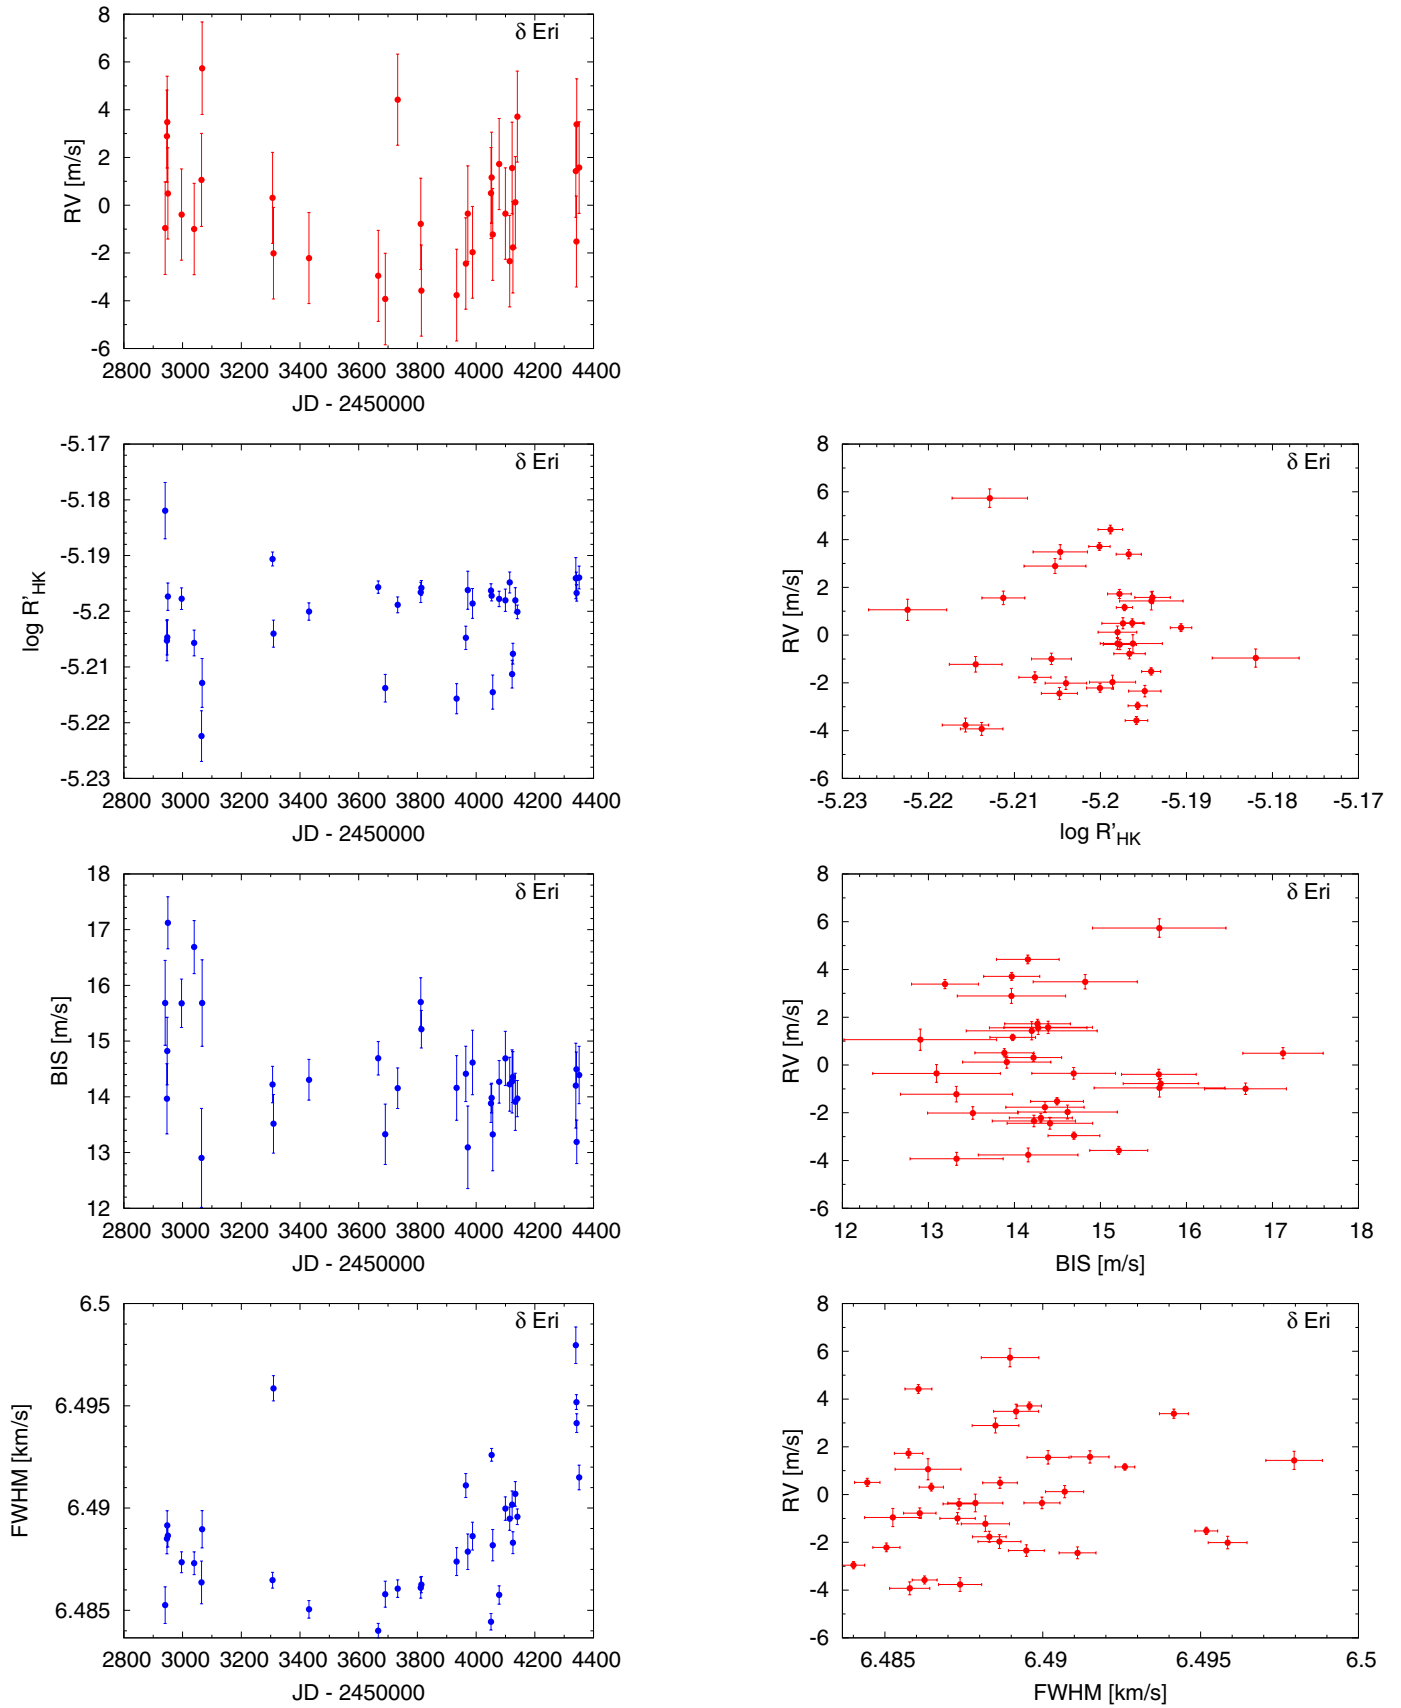 δ Eri
8
6
4
2
0
-2
-4
-6
RV [m/s]
2800 3000 3200 3400 3600 3800 4000 4200 4400
JD - 2450000
δ Eri
-5.17
-5.18
-5.19
-5.2
-5.21
-5.22
-5.23
log R'HK
2800 3000 3200 3400 3600 3800 4000 4200 4400
JD - 2450000
δ Eri
8
6
4
2
0
-2
-4
-6
RV [m/s]
-5.23 -5.22 -5.21 -5.2 -5.19 -5.18 -5.17
log R'HK
δ Eri
18
17
16
15
14
13
12
BIS [m/s]
2800 3000 3200 3400 3600 3800 4000 4200 4400
JD - 2450000
δ Eri
8
6
4
2
0
-2
-4
-6
RV [m/s]
12 13 14 15 16 17 18
BIS [m/s]
δ Eri
6.5
6.495
6.49
6.485
FWHM [km/s]
2800 3000 3200 3400 3600 3800 4000 4200 4400
JD - 2450000
δ Eri
8
6
4
2
0
-2
-4
-6
RV [m/s]
6.485 6.49 6.495 6.5
FWHM [km/s]